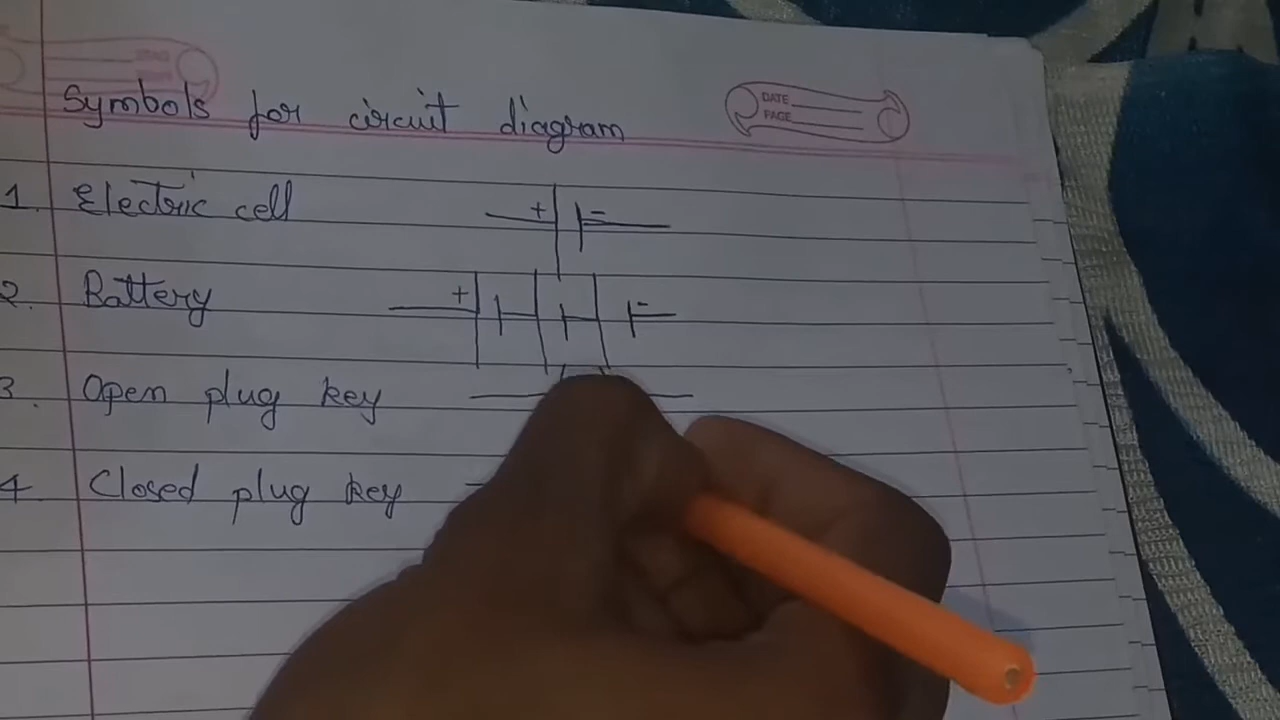 Symbols for circuit diagram
DATE
PAGE
1. Electric cell + -
2. Battery + -
3. Open plug key
4. Closed plug key